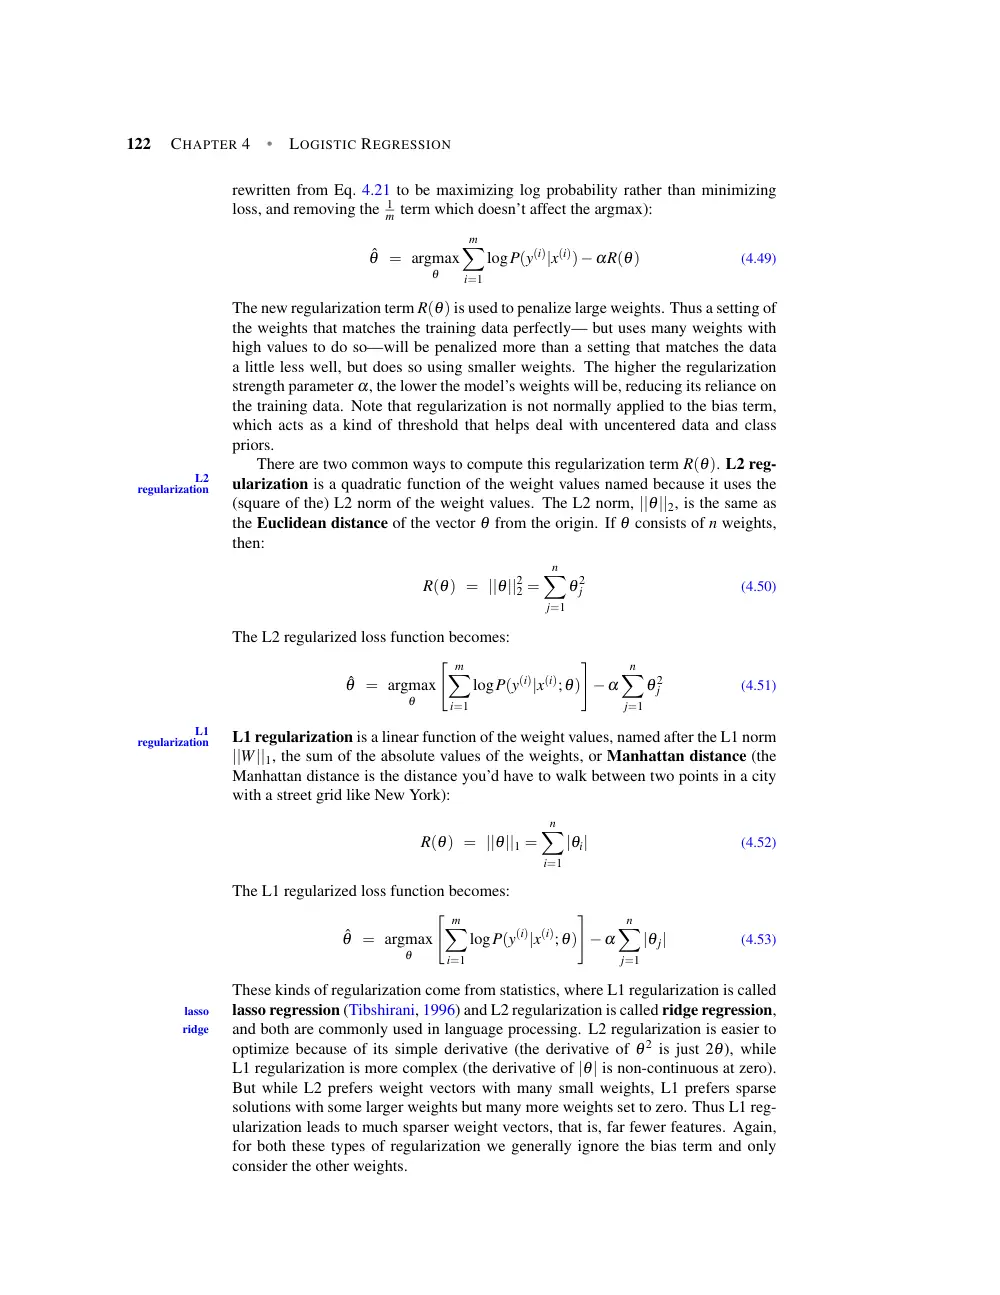 122 CHAPTER 4 • LOGISTIC REGRESSION
rewritten from Eq. 4.21 to be maximizing log probability rather than minimizing
loss, and removing the 1/m term which doesn't affect the argmax):
θ̂ = argmax_θ ∑_{i=1}^{m} log P(y^{(i)}|x^{(i)}) − αR(θ) (4.49)
The new regularization term R(θ) is used to penalize large weights. Thus a setting of
the weights that matches the training data perfectly— but uses many weights with
high values to do so—will be penalized more than a setting that matches the data
a little less well, but does so using smaller weights. The higher the regularization
strength parameter α, the lower the model's weights will be, reducing its reliance on
the training data. Note that regularization is not normally applied to the bias term,
which acts as a kind of threshold that helps deal with uncentered data and class
priors.
There are two common ways to compute this regularization term R(θ). L2 reg-
L2
regularization
ularization is a quadratic function of the weight values named because it uses the
(square of the) L2 norm of the weight values. The L2 norm, ||θ||₂, is the same as
the Euclidean distance of the vector θ from the origin. If θ consists of n weights,
then:
R(θ) = ||θ||₂² = ∑_{j=1}^{n} θ_j² (4.50)
The L2 regularized loss function becomes:
θ̂ = argmax_θ [∑_{i=1}^{m} log P(y^{(i)}|x^{(i)};θ)] − α ∑_{j=1}^{n} θ_j² (4.51)
L1
regularization
L1 regularization is a linear function of the weight values, named after the L1 norm
||W||₁, the sum of the absolute values of the weights, or Manhattan distance (the
Manhattan distance is the distance you'd have to walk between two points in a city
with a street grid like New York):
R(θ) = ||θ||₁ = ∑_{i=1}^{n} |θ_i| (4.52)
The L1 regularized loss function becomes:
θ̂ = argmax_θ [∑_{i=1}^{m} log P(y^{(i)}|x^{(i)};θ)] − α ∑_{j=1}^{n} |θ_j| (4.53)
These kinds of regularization come from statistics, where L1 regularization is called
lasso
lasso regression (Tibshirani, 1996) and L2 regularization is called ridge regression,
ridge
and both are commonly used in language processing. L2 regularization is easier to
optimize because of its simple derivative (the derivative of θ² is just 2θ), while
L1 regularization is more complex (the derivative of |θ| is non-continuous at zero).
But while L2 prefers weight vectors with many small weights, L1 prefers sparse
solutions with some larger weights but many more weights set to zero. Thus L1 reg-
ularization leads to much sparser weight vectors, that is, far fewer features. Again,
for both these types of regularization we generally ignore the bias term and only
consider the other weights.